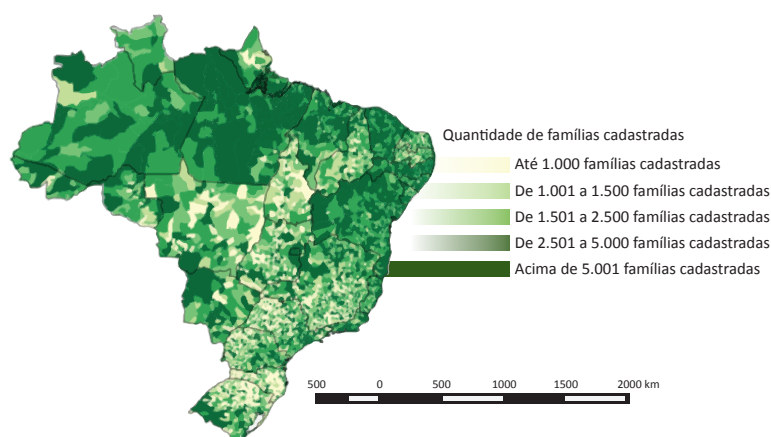 Quantidade de famílias cadastradas
Até 1.000 famílias cadastradas
De 1.001 a 1.500 famílias cadastradas
De 1.501 a 2.500 famílias cadastradas
De 2.501 a 5.000 famílias cadastradas
Acima de 5.001 famílias cadastradas
500 0 500 1000 1500 2000 km